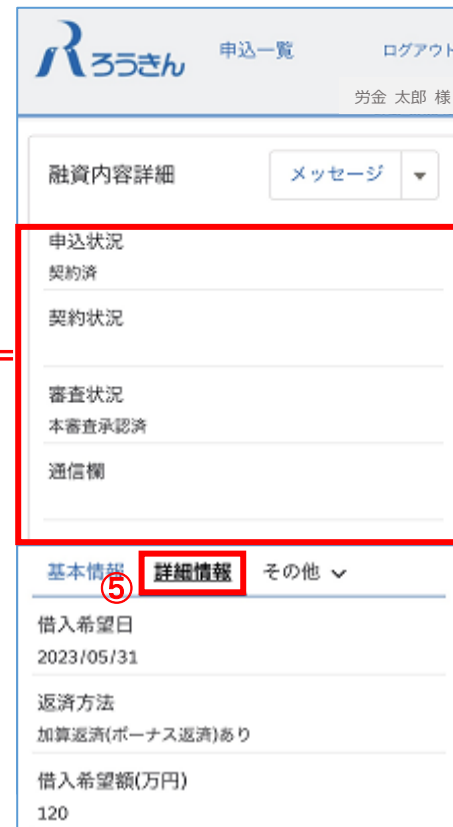 ろうきん 申込一覧 ログアウト
労金 太郎 様
融資内容詳細 メッセージ
申込状況
契約済
契約状況
審査状況
本審査承認済
通信欄
基本情報 ⑤ 詳細情報 その他
借入希望日
2023/05/31
返済方法
加算返済(ボーナス返済)あり
借入希望額(万円)
120